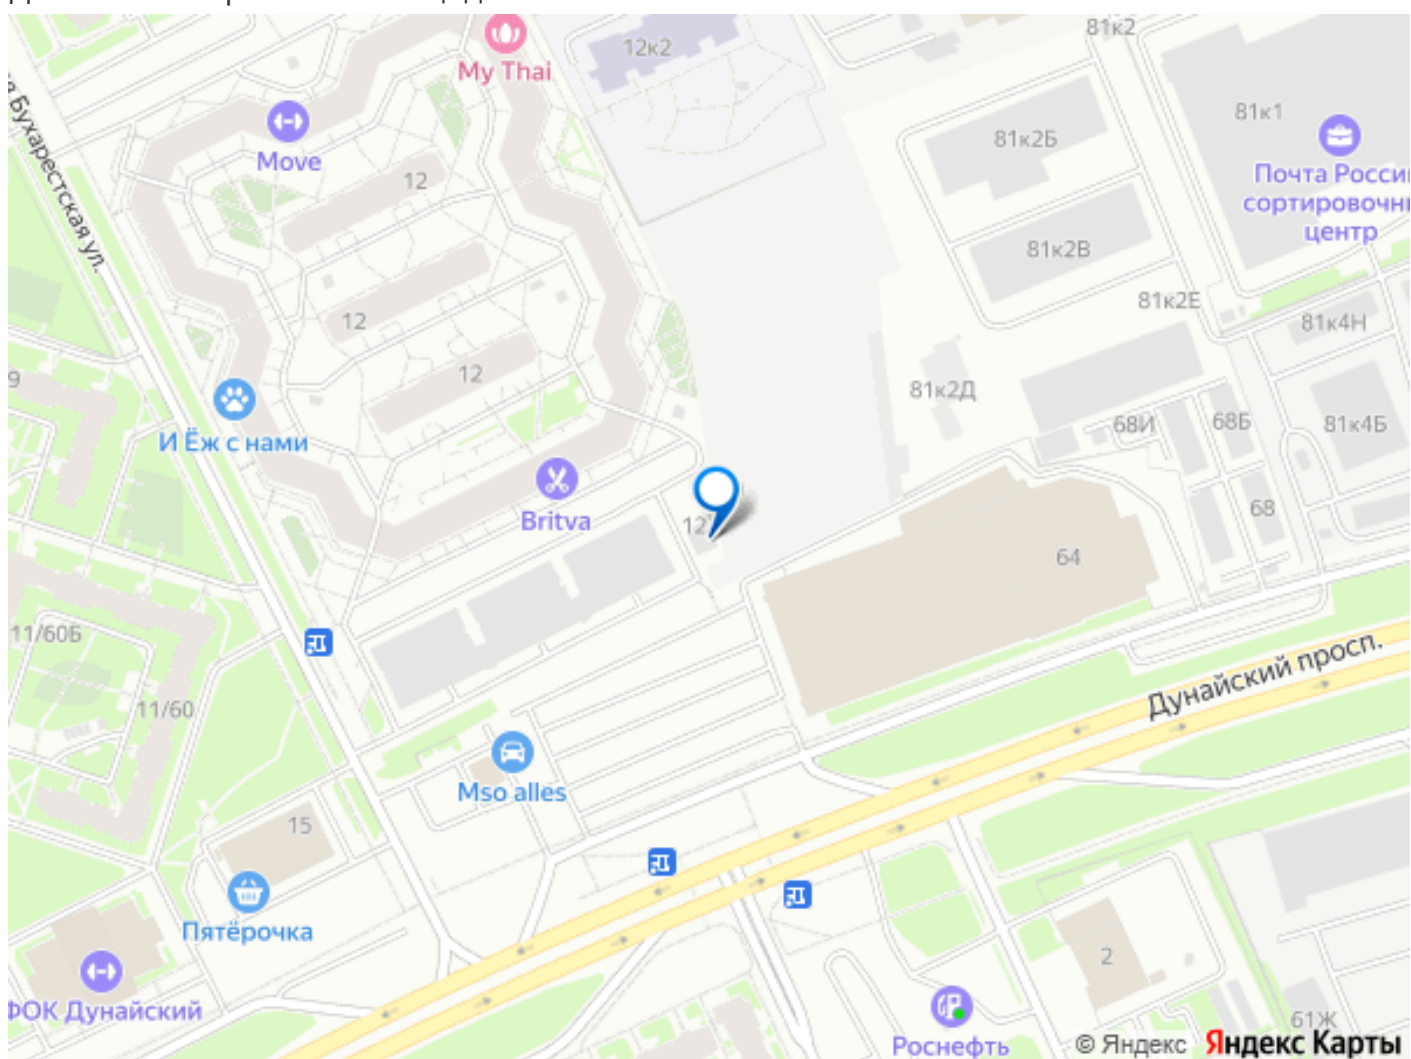 12к2
81к2
My Thai
81к1
81к2Б
Move
12
Почта России
сортировочн
центр
Бухарестская ул.
81к2В
81к2Е
12
81к4Н
12
9
81к2Д
И Ёж с нами
68И
68Б
81к4Б
Britva
12
68
64
11/60Б
Дунайский просп.
11/60
Mso alles
15
Пятёрочка
2
ФОК Дунайский
61Ж
Роснефть
© Яндекс Яндекс Карты